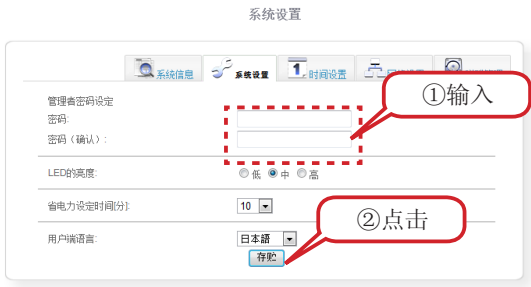 系统设置
系统信息 系统设置 1. 时间设置
①输入
管理者密码设定
密码:
密码（确认）:
LED的亮度: 低 中 高
省电力设定时间[分]: 10
②点击
用户端语言: 日本語
存贮